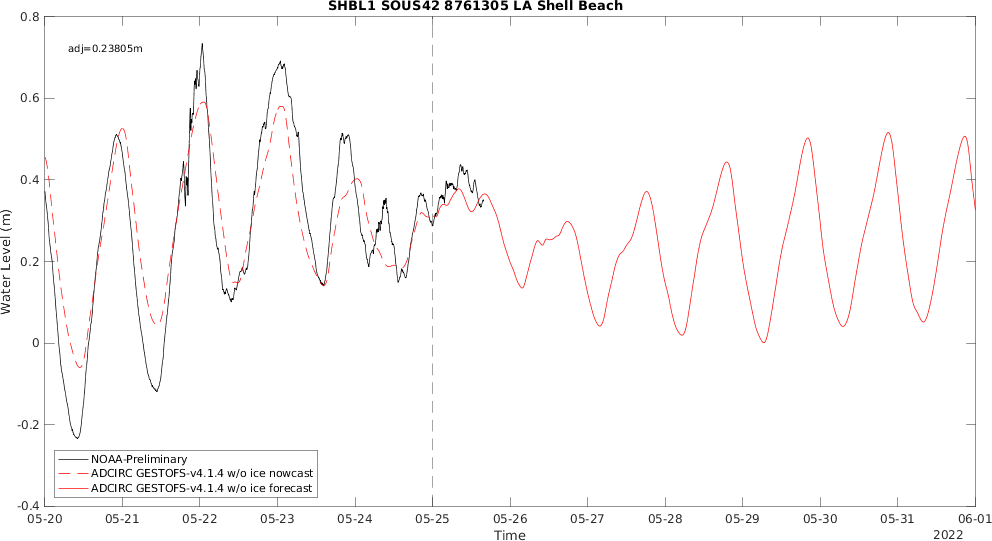 SHBL1 SOUS42 8761305 LA Shell Beach
adj=0.23805m
0.8
0.6
0.4
0.2
0
-0.2
-0.4
Water Level (m)
NOAA-Preliminary
ADCIRC GESTOFS-v4.1.4 w/o ice nowcast
ADCIRC GESTOFS-v4.1.4 w/o ice forecast
05-20 05-21 05-22 05-23 05-24 05-25 05-26 05-27 05-28 05-29 05-30 05-31 06-01
Time
2022